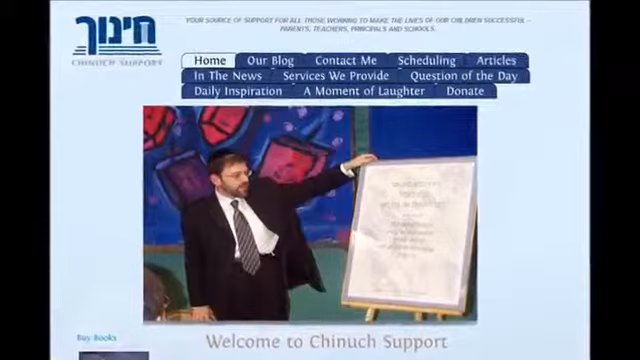 חינוך
CHINUCH SUPPORT
YOUR SOURCE OF SUPPORT FOR ALL THOSE WORKING TO MAKE THE LIVES OF OUR CHILDREN SUCCESSFUL –
PARENTS, TEACHERS, PRINCIPALS AND SCHOOLS.
Home Our Blog Contact Me Scheduling Articles
In The News Services We Provide Question of the Day
Daily Inspiration A Moment of Laughter Donate
Buy Books
Welcome to Chinuch Support